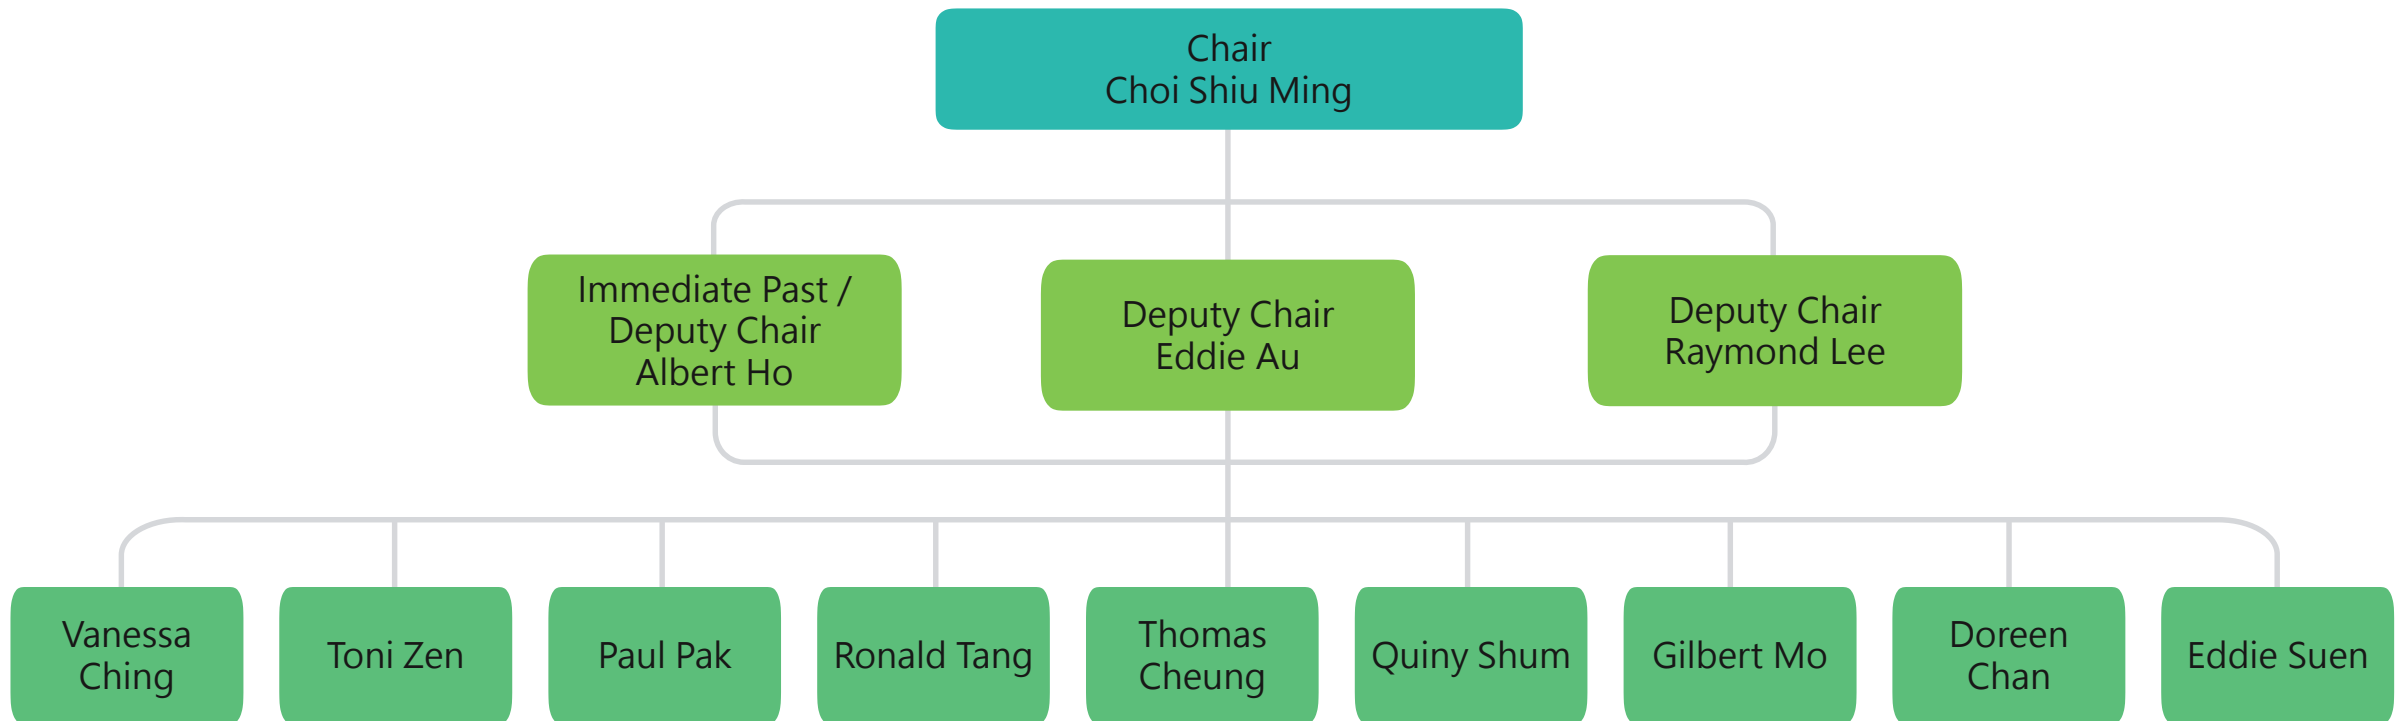 Chair
Choi Shiu Ming
Immediate Past /
Deputy Chair
Albert Ho
Deputy Chair
Eddie Au
Deputy Chair
Raymond Lee
Vanessa
Ching
Toni Zen
Paul Pak
Ronald Tang
Thomas
Cheung
Quiny Shum
Gilbert Mo
Doreen
Chan
Eddie Suen